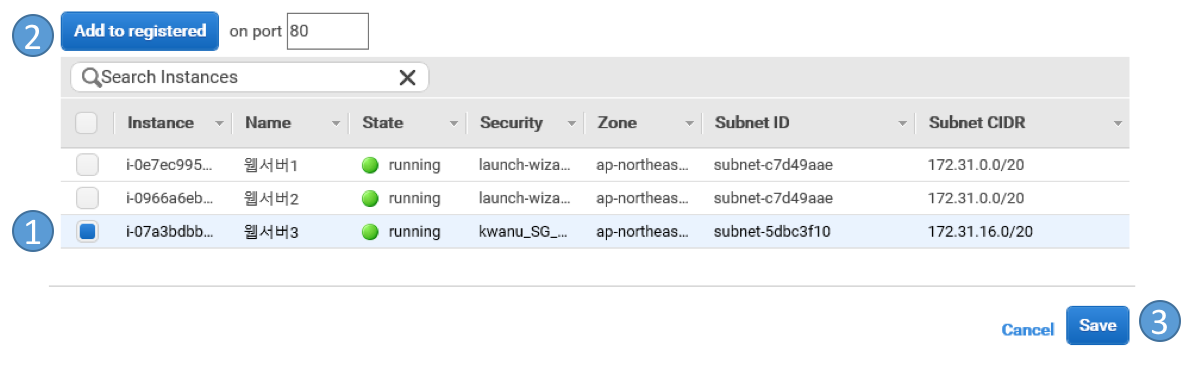 2 Add to registered on port 80
Search Instances
Instance Name State Security Zone Subnet ID Subnet CIDR
i-0e7ec995... 웹서버1 running launch-wiza... ap-northeas... subnet-c7d49aae 172.31.0.0/20
i-0966a6eb... 웹서버2 running launch-wiza... ap-northeas... subnet-c7d49aae 172.31.0.0/20
1 i-07a3bdbb... 웹서버3 running kwanu_SG_... ap-northeas... subnet-5dbc3f10 172.31.16.0/20
Cancel Save 3